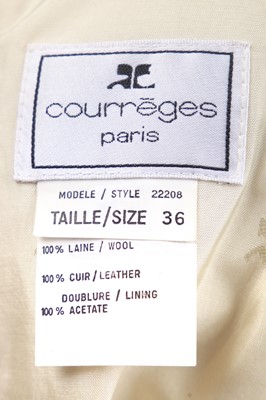 courrèges
paris
MODELE / STYLE 22208
TAILLE/SIZE 36
100% LAINE / WOOL
100% CUIR/LEATHER
DOUBLURE / LINING
100% ACETATE